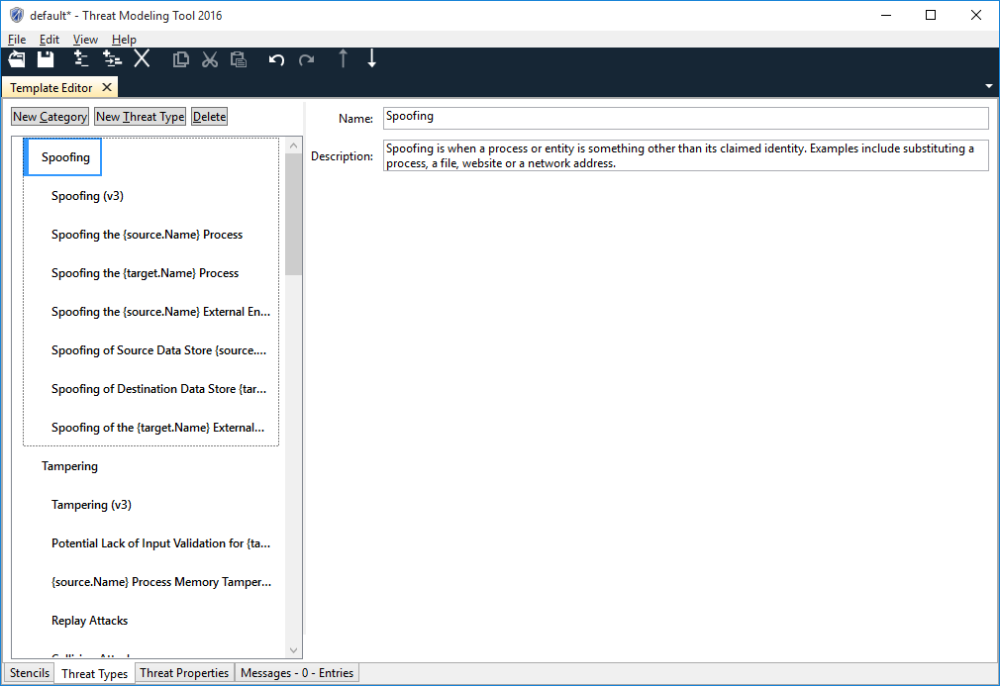 default* - Threat Modeling Tool 2016
File Edit View Help
Template Editor
New Category New Threat Type Delete
Name: Spoofing
Description: Spoofing is when a process or entity is something other than its claimed identity. Examples include substituting a
process, a file, website or a network address.
Spoofing
Spoofing (v3)
Spoofing the {source.Name} Process
Spoofing the {target.Name} Process
Spoofing the {source.Name} External En...
Spoofing of Source Data Store {source....
Spoofing of Destination Data Store {tar...
Spoofing of the {target.Name} External...
Tampering
Tampering (v3)
Potential Lack of Input Validation for {ta...
{source.Name} Process Memory Tamper...
Replay Attacks
Stencils Threat Types Threat Properties Messages - 0 - Entries